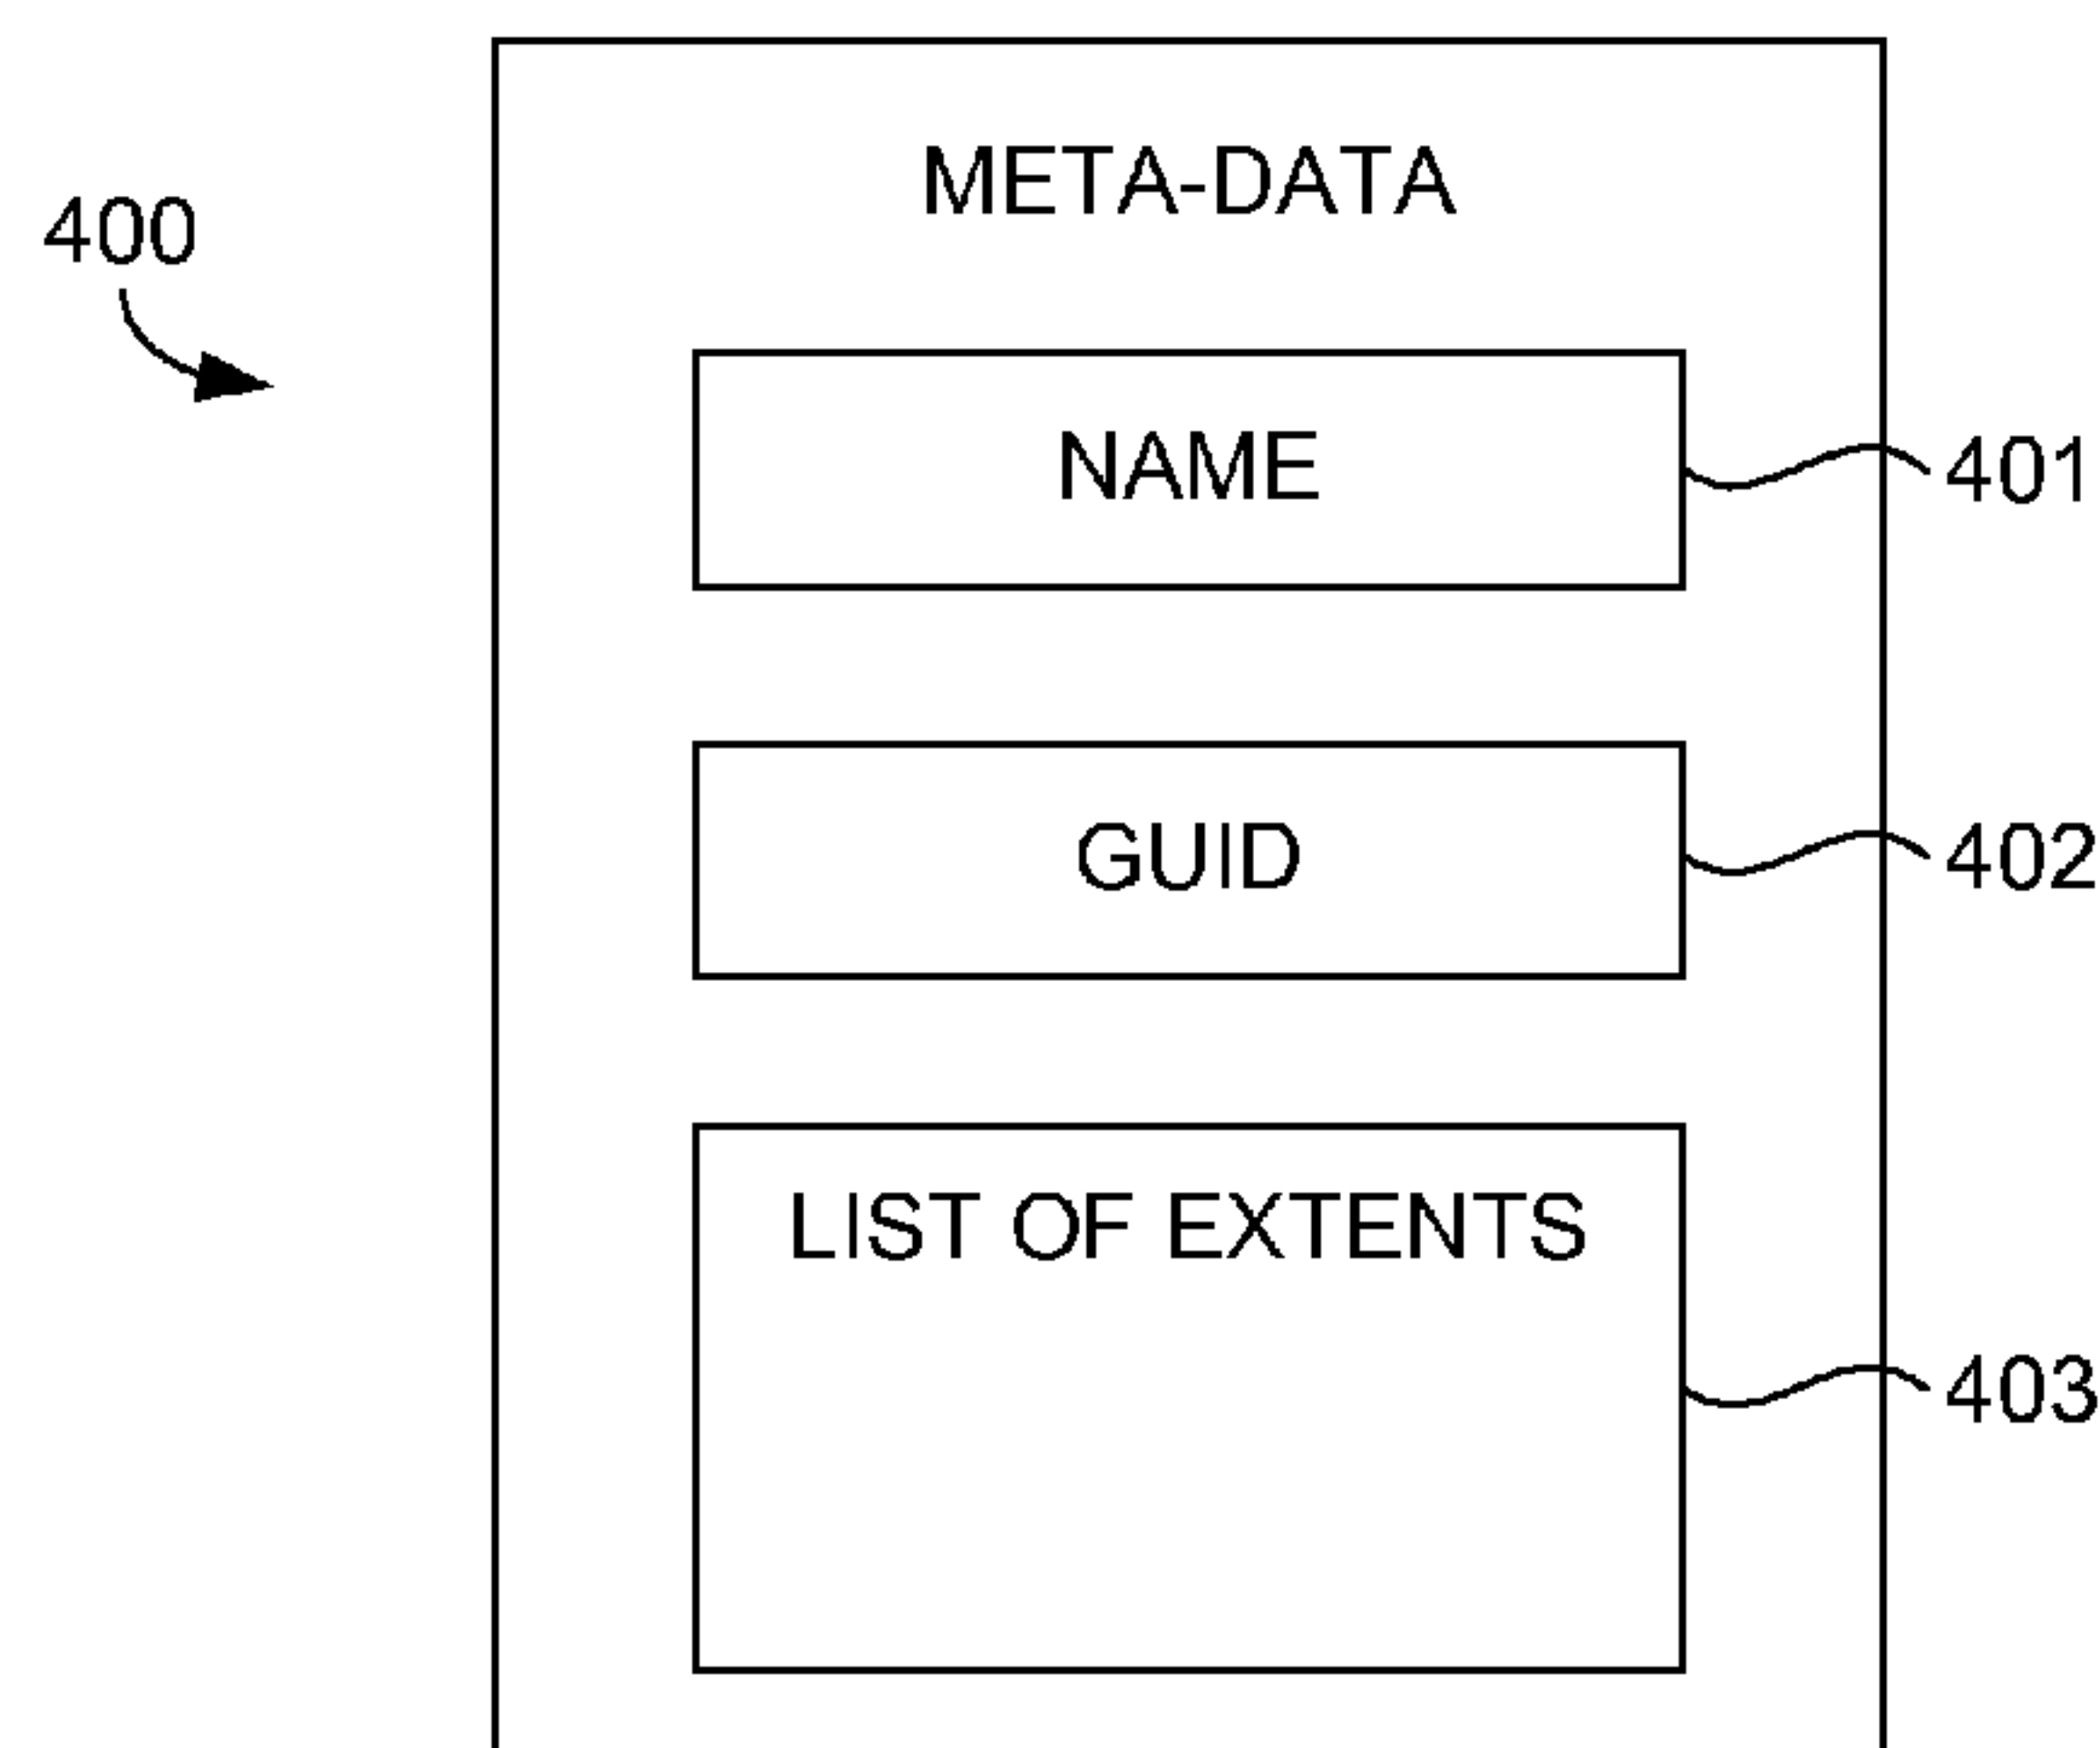 META-DATA
400
NAME
401
GUID
402
LIST OF EXTENTS
403